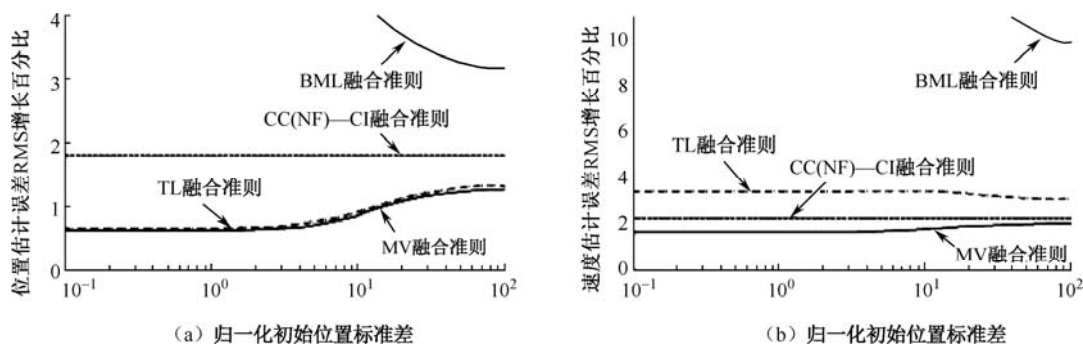 位置估计误差RMS增长百分比
4
3
2
1
0
BML融合准则
CC(NF)—CI融合准则
TL融合准则
MV融合准则
10⁻¹
10⁰
10¹
10²
(a) 归一化初始位置标准差
速度估计误差RMS增长百分比
10
8
6
4
2
0
BML融合准则
TL融合准则
CC(NF)—CI融合准则
MV融合准则
10⁻¹
10⁰
10¹
10²
(b) 归一化初始位置标准差